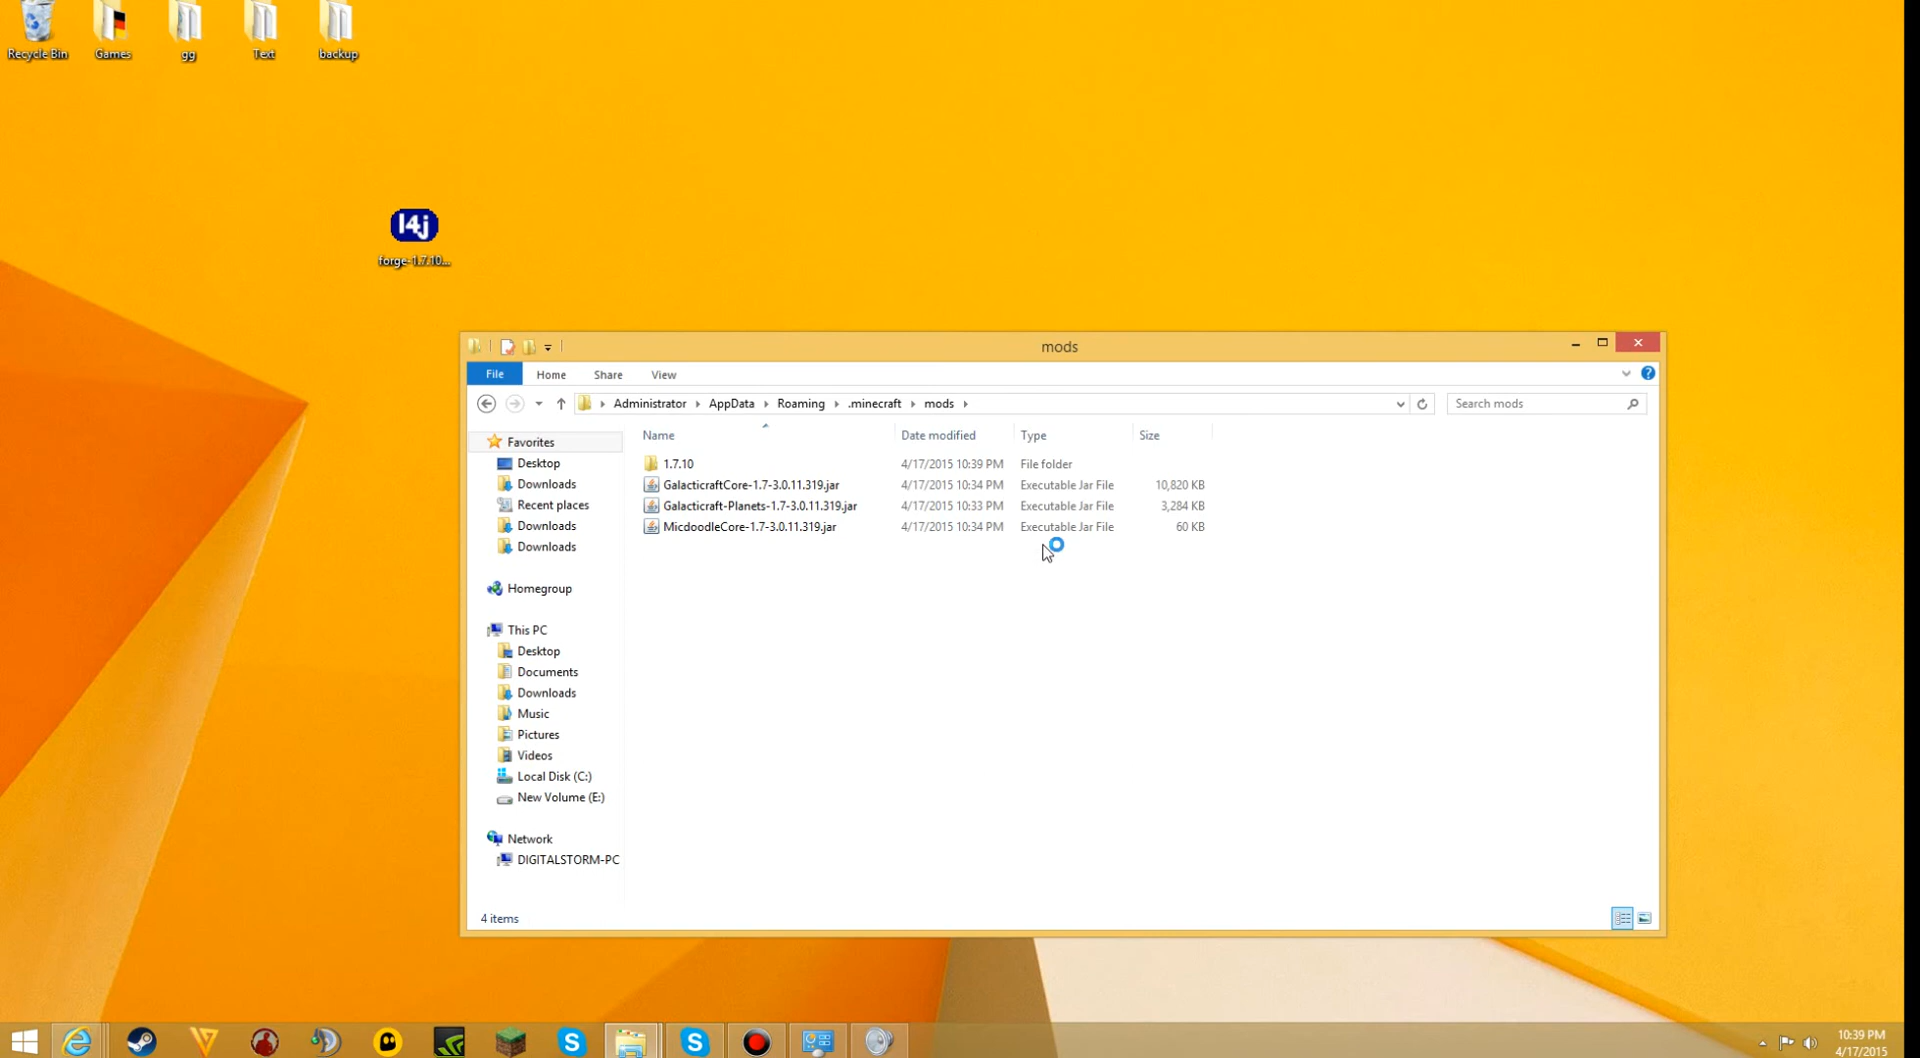 Recycle Bin
Games
gg
Text
backup
l4j
forge-1.7.10...
mods
File
Home
Share
View
Administrator
AppData
Roaming
.minecraft
mods
Search mods
Name
Date modified
Type
Size
1.7.10
4/17/2015 10:39 PM
File folder
GalacticraftCore-1.7-3.0.11.319.jar
4/17/2015 10:34 PM
Executable Jar File
10,820 KB
Galacticraft-Planets-1.7-3.0.11.319.jar
4/17/2015 10:33 PM
Executable Jar File
3,284 KB
MicdoodleCore-1.7-3.0.11.319.jar
4/17/2015 10:34 PM
Executable Jar File
60 KB
Favorites
Desktop
Downloads
Recent places
Downloads
Downloads
Homegroup
This PC
Desktop
Documents
Downloads
Music
Pictures
Videos
Local Disk (C:)
New Volume (E:)
Network
DIGITALSTORM-PC
4 items
10:39 PM
4/17/2015